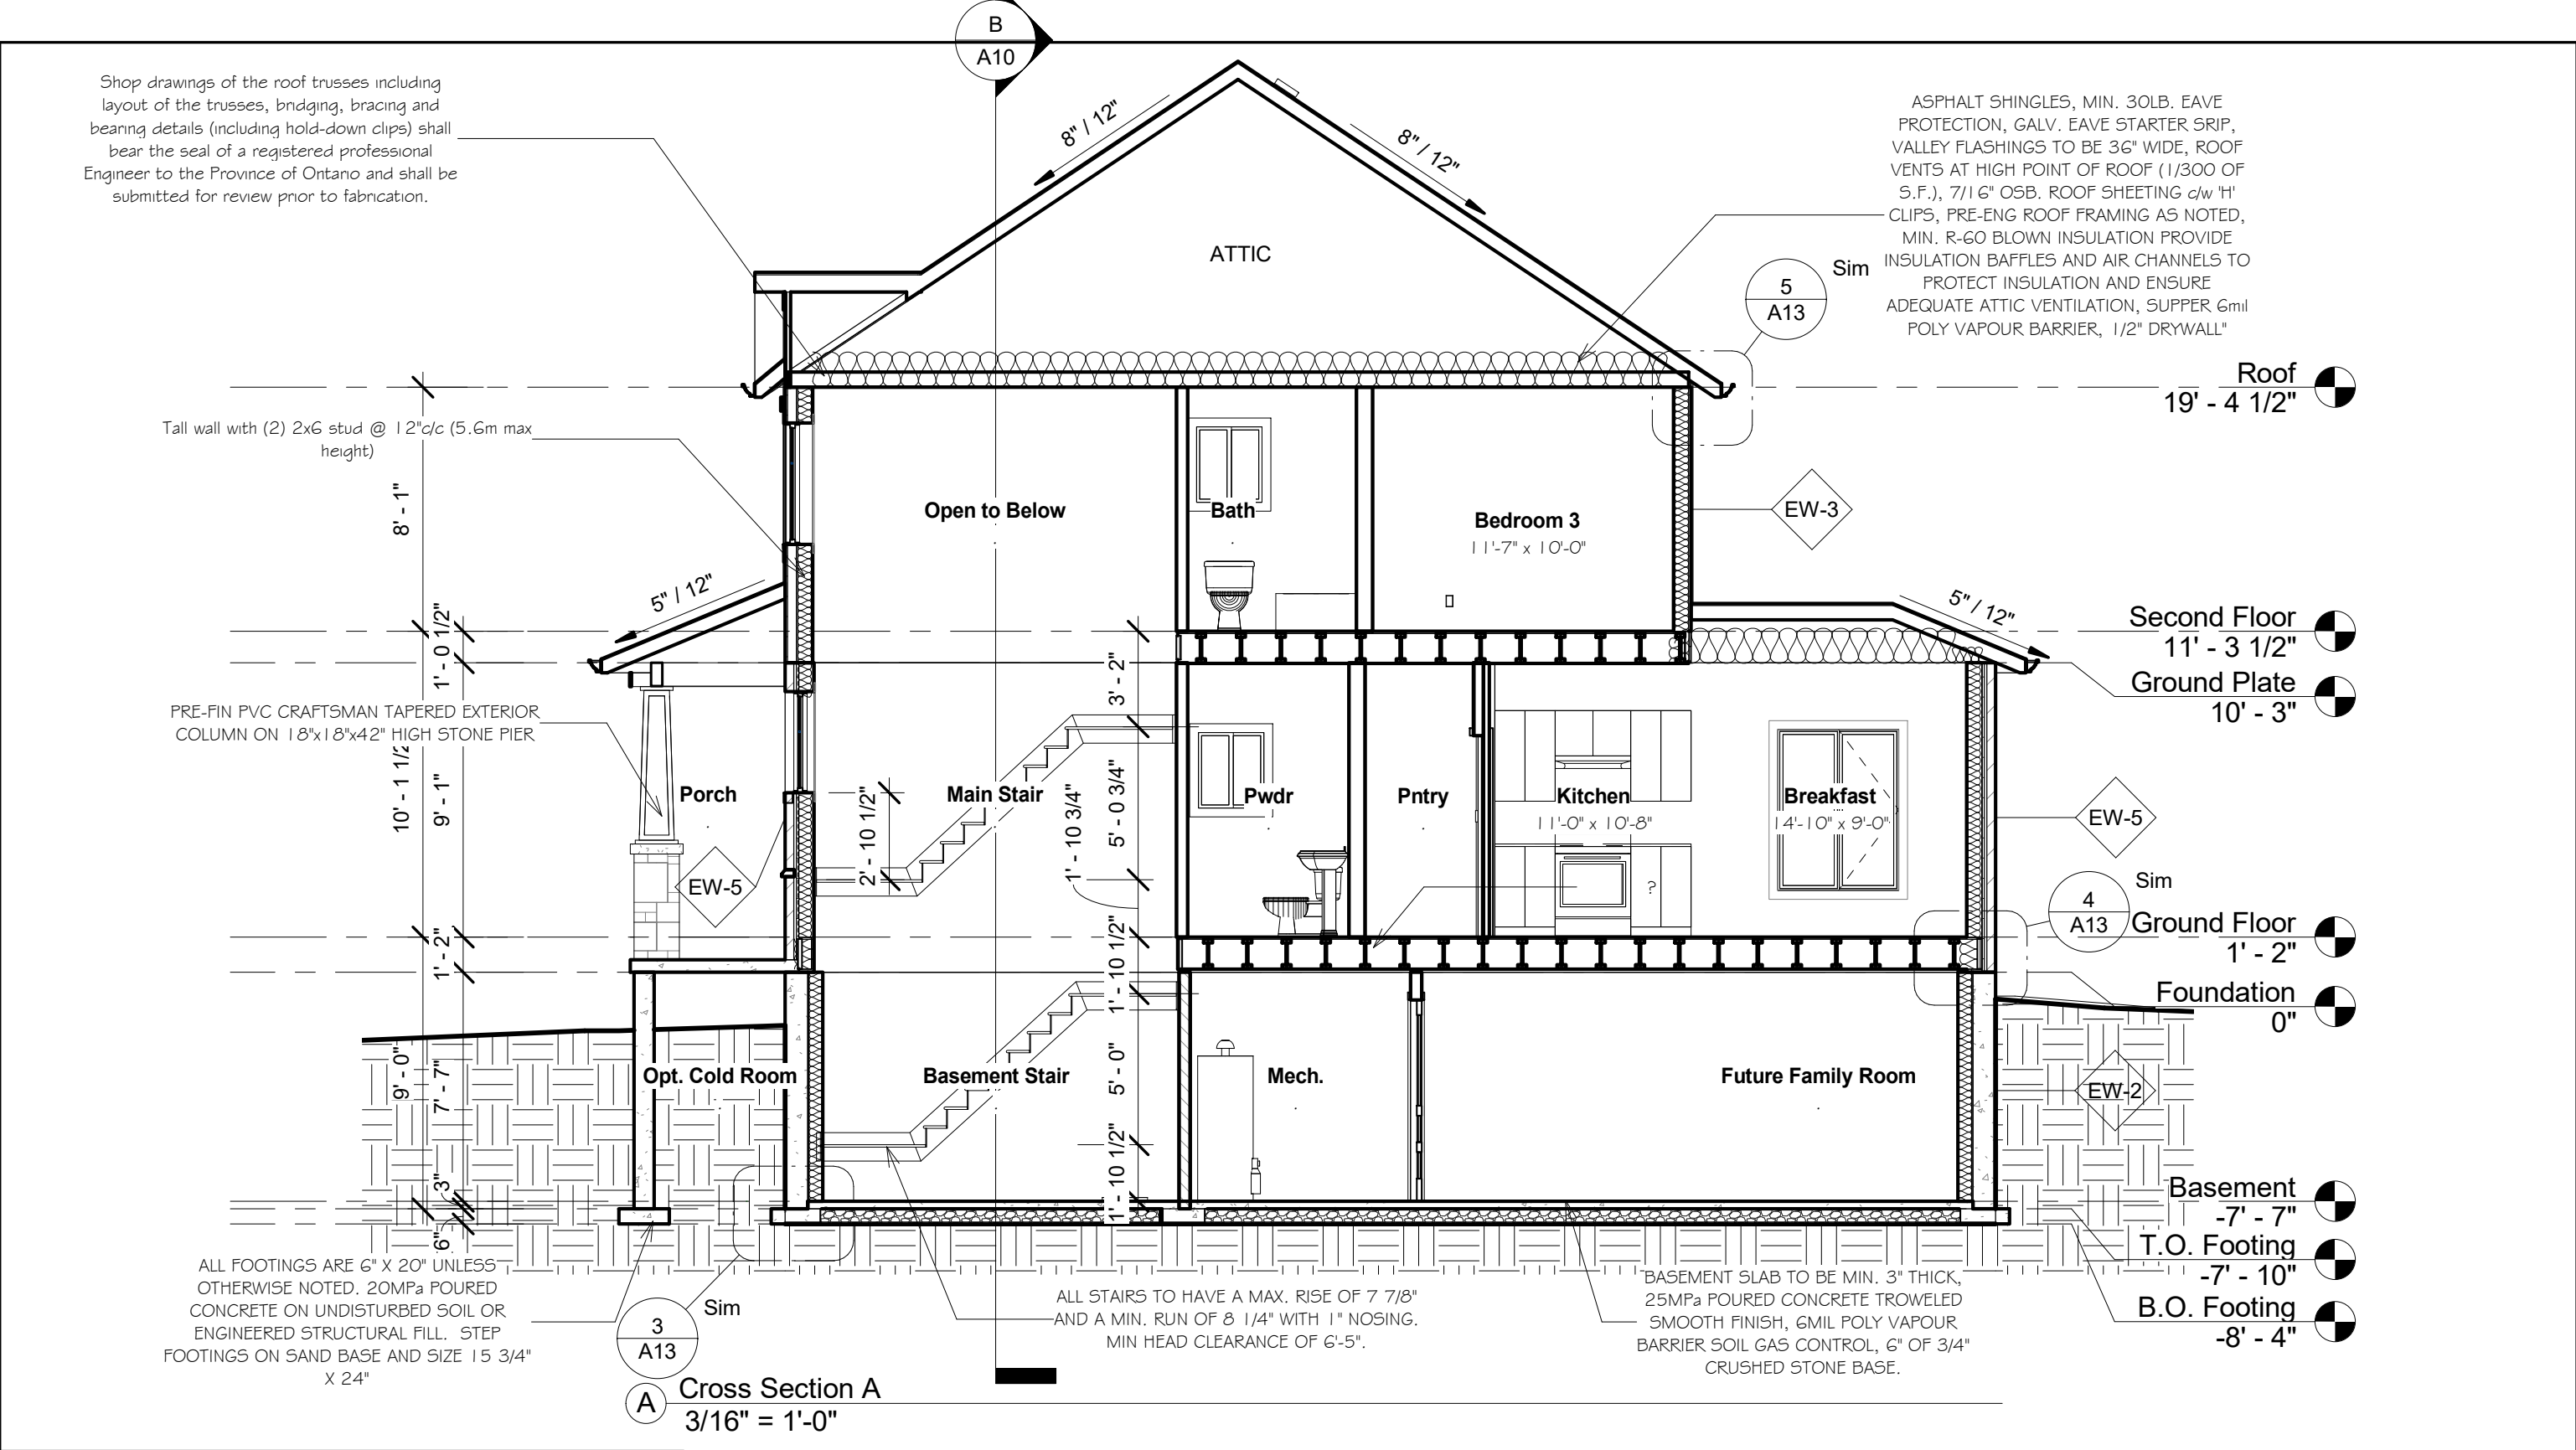 B
A10
Shop drawings of the roof trusses including
layout of the trusses, bridging, bracing and
bearing details (including hold-down clips) shall
bear the seal of a registered professional
Engineer to the Province of Ontario and shall be
submitted for review prior to fabrication.
8" / 12"
8" / 12"
ATTIC
ASPHALT SHINGLES, MIN. 30LB. EAVE
PROTECTION, GALV. EAVE STARTER SRIP,
VALLEY FLASHINGS TO BE 36" WIDE, ROOF
VENTS AT HIGH POINT OF ROOF (1/300 OF
S.F.), 7/16" OSB. ROOF SHEETING c/w 'H'
CLIPS, PRE-ENG ROOF FRAMING AS NOTED,
MIN. R-60 BLOWN INSULATION PROVIDE
INSULATION BAFFLES AND AIR CHANNELS TO
PROTECT INSULATION AND ENSURE
ADEQUATE ATTIC VENTILATION, SUPPER 6mil
POLY VAPOUR BARRIER, 1/2" DRYWALL"
5
A13
Sim
Roof
19' - 4 1/2"
Tall wall with (2) 2x6 stud @ 12"c/c (5.6m max
height)
8' - 1"
Open to Below
Bath
Bedroom 3
11'-7" x 10'-0"
EW-3
5" / 12"
5" / 12"
1' - 0 1/2"
3' - 2"
Second Floor
11' - 3 1/2"
Ground Plate
10' - 3"
PRE-FIN PVC CRAFTSMAN TAPERED EXTERIOR
COLUMN ON 18"x18"x42" HIGH STONE PIER
10' - 1 1/2"
9' - 1"
Porch
2' - 10 1/2"
Main Stair
1' - 10 3/4"
5' - 0 3/4"
Pwdr
Pntry
Kitchen
11'-0" x 10'-8"
Breakfast
14'-10" x 9'-0"
EW-5
EW-5
?
4
A13
Sim
Ground Floor
1' - 2"
1' - 2"
1' - 10 1/2"
Foundation
0"
9' - 0"
7' - 7"
Opt. Cold Room
Basement Stair
5' - 0"
Mech.
Future Family Room
EW-2
1' - 10 1/2"
3"
6"
Basement
-7' - 7"
T.O. Footing
-7' - 10"
B.O. Footing
-8' - 4"
ALL FOOTINGS ARE 6" X 20" UNLESS
OTHERWISE NOTED. 20MPa POURED
CONCRETE ON UNDISTURBED SOIL OR
ENGINEERED STRUCTURAL FILL. STEP
FOOTINGS ON SAND BASE AND SIZE 15 3/4"
X 24"
3
A13
Sim
ALL STAIRS TO HAVE A MAX. RISE OF 7 7/8"
AND A MIN. RUN OF 8 1/4" WITH 1" NOSING.
MIN HEAD CLEARANCE OF 6'-5".
BASEMENT SLAB TO BE MIN. 3" THICK,
25MPa POURED CONCRETE TROWELED
SMOOTH FINISH, 6MIL POLY VAPOUR
BARRIER SOIL GAS CONTROL, 6" OF 3/4"
CRUSHED STONE BASE.
A
Cross Section A
3/16" = 1'-0"